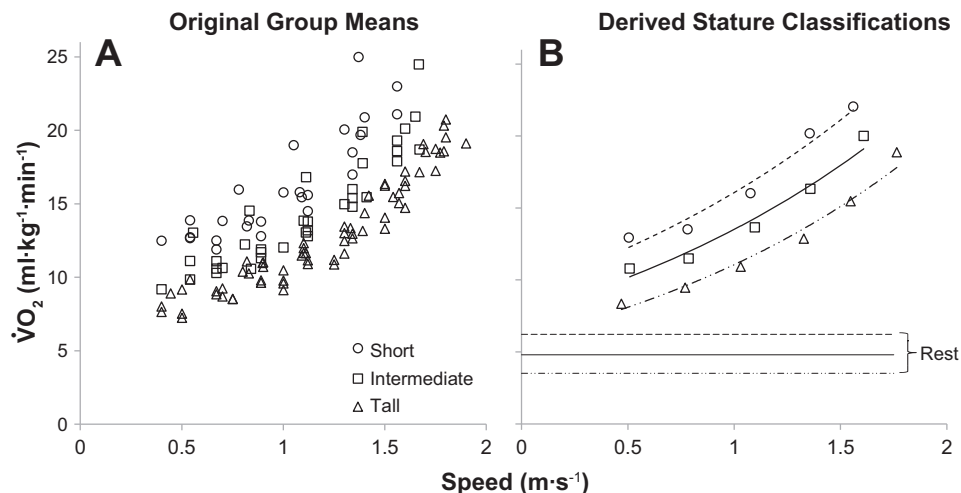 Original Group Means
Derived Stature Classifications
A
B
25
20
15
10
5
0
V̇O2 (ml·kg-1·min-1)
Short
Intermediate
Tall
Rest
0
0.5
1
1.5
2
0
0.5
1
1.5
2
Speed (m·s-1)